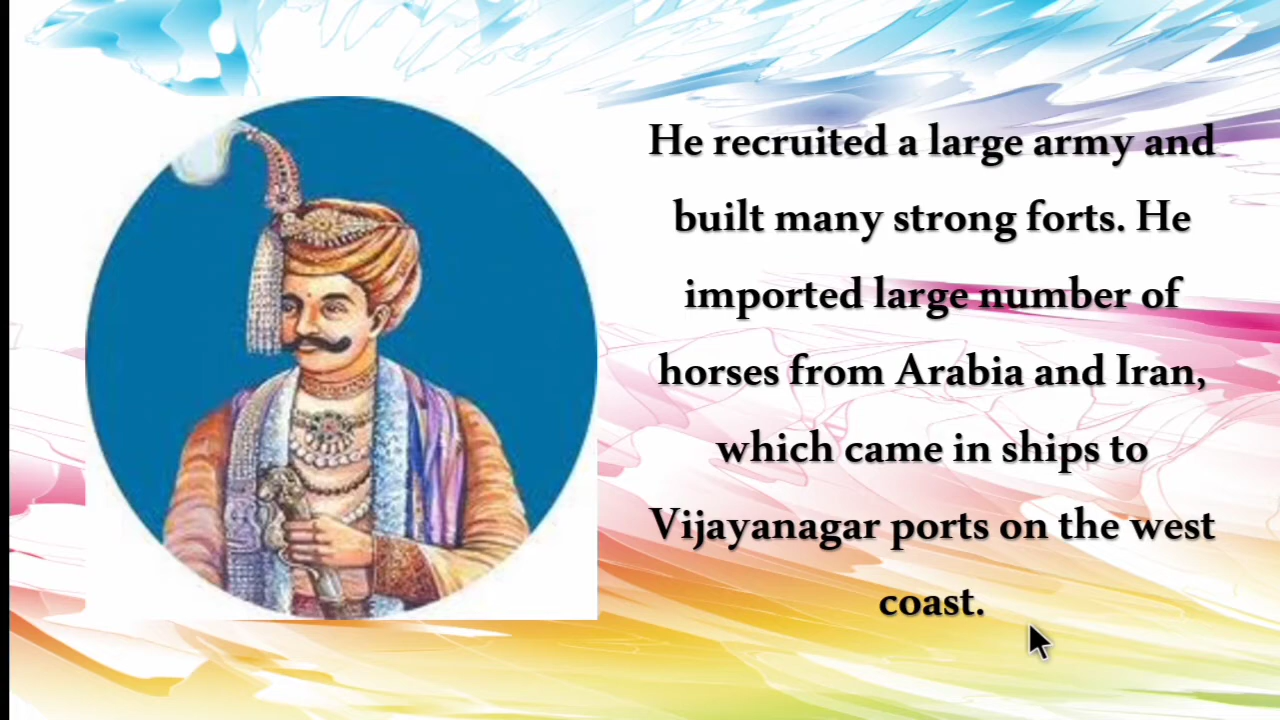 He recruited a large army and
built many strong forts. He
imported large number of
horses from Arabia and Iran,
which came in ships to
Vijayanagar ports on the west
coast.